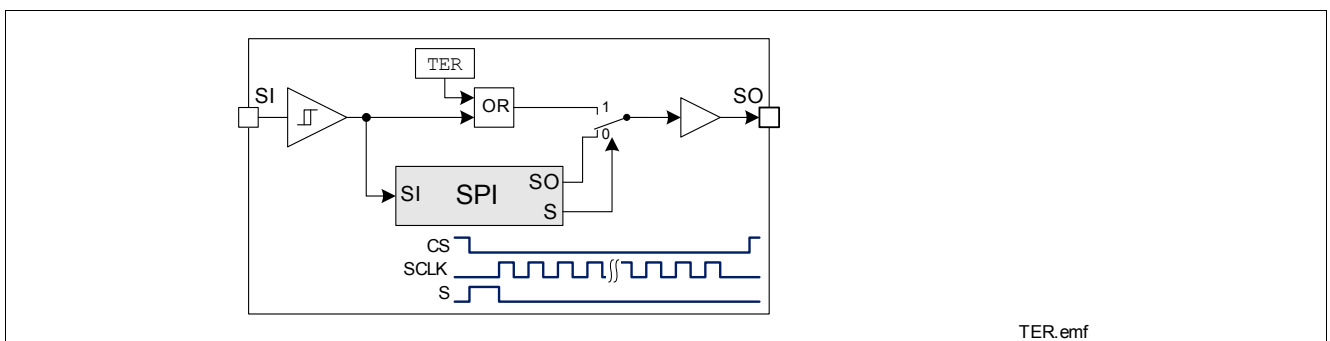 TER
SI
OR
1
SO
0
SI SPI SO
S
CS
SCLK
S
TER.emf